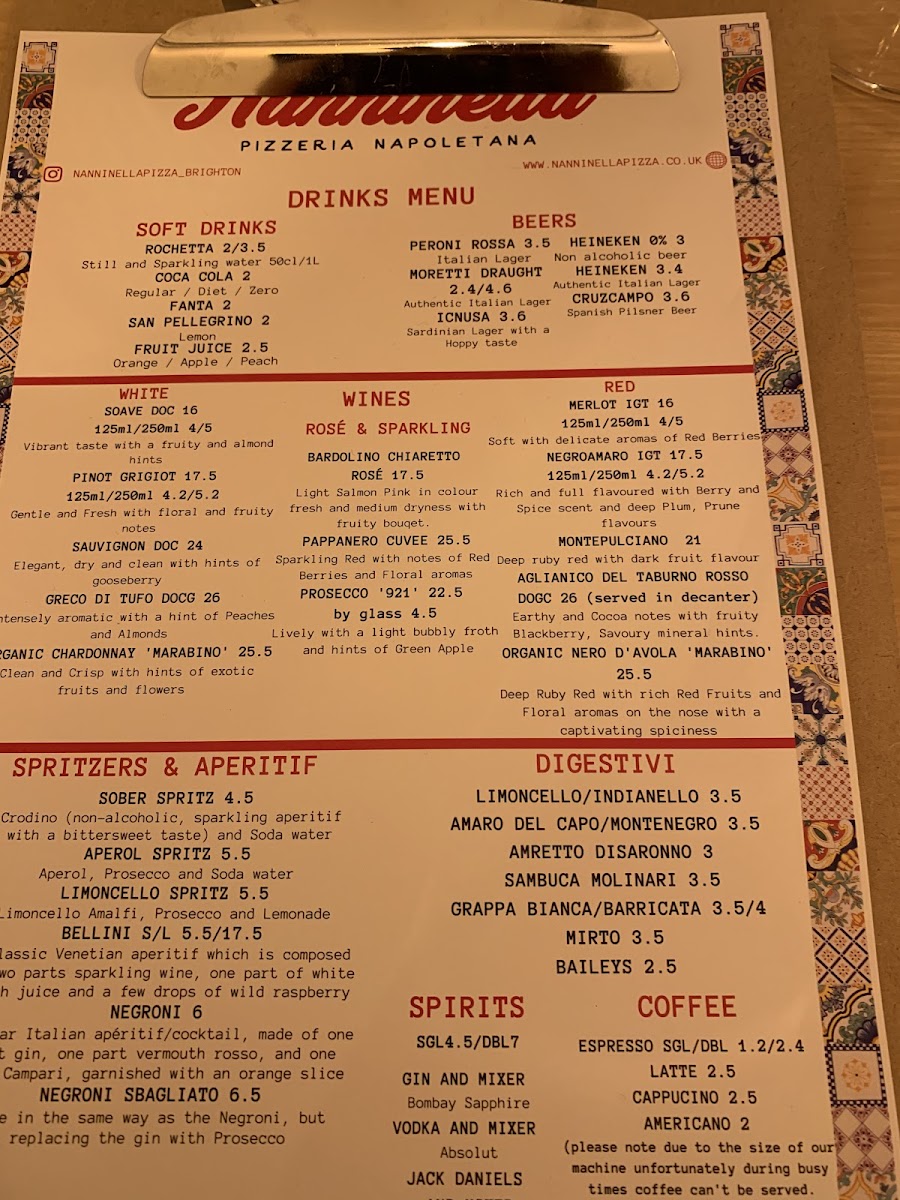 Nanninella
PIZZERIA NAPOLETANA
NANNINELLAPIZZA_BRIGHTON
WWW.NANNINELLAPIZZA.CO.UK
DRINKS MENU
SOFT DRINKS
ROCHETTA 2/3.5
Still and Sparkling water 50cl/1L
COCA COLA 2
Regular / Diet / Zero
FANTA 2
SAN PELLEGRINO 2
Lemon
FRUIT JUICE 2.5
Orange / Apple / Peach
BEERS
PERONI ROSSA 3.5
Italian Lager
MORETTI DRAUGHT
2.4/4.6
Authentic Italian Lager
ICNUSA 3.6
Sardinian Lager with a
Hoppy taste
HEINEKEN 0% 3
Non alcoholic beer
HEINEKEN 3.4
Authentic Italian Lager
CRUZCAMPO 3.6
Spanish Pilsner Beer
WINES
WHITE
SOAVE DOC 16
125ml/250ml 4/5
Vibrant taste with a fruity and almond
hints
PINOT GRIGIOT 17.5
125ml/250ml 4.2/5.2
Gentle and Fresh with floral and fruity
notes
SAUVIGNON DOC 24
Elegant, dry and clean with hints of
gooseberry
GRECO DI TUFO DOCG 26
ntensely aromatic with a hint of Peaches
and Almonds
RGANIC CHARDONNAY 'MARABINO' 25.5
Clean and Crisp with hints of exotic
fruits and flowers
ROSÉ & SPARKLING
BARDOLINO CHIARETTO
ROSÉ 17.5
Light Salmon Pink in colour
fresh and medium dryness with
fruity bouqet.
PAPPANERO CUVEE 25.5
Sparkling Red with notes of Red
Berries and Floral aromas
PROSECCO '921' 22.5
by glass 4.5
Lively with a light bubbly froth
and hints of Green Apple
RED
MERLOT IGT 16
125ml/250ml 4/5
Soft with delicate aromas of Red Berries
NEGROAMARO IGT 17.5
125ml/250ml 4.2/5.2
Rich and full flavoured with Berry and
Spice scent and deep Plum, Prune
flavours
MONTEPULCIANO 21
Deep ruby red with dark fruit flavour
AGLIANICO DEL TABURNO ROSSO
DOGC 26 (served in decanter)
Earthy and Cocoa notes with fruity
Blackberry, Savoury mineral hints.
ORGANIC NERO D'AVOLA 'MARABINO'
25.5
Deep Ruby Red with rich Red Fruits and
Floral aromas on the nose with a
captivating spiciness
SPRITZERS & APERITIF
SOBER SPRITZ 4.5
Crodino (non-alcoholic, sparkling aperitif
with a bittersweet taste) and Soda water
APEROL SPRITZ 5.5
Aperol, Prosecco and Soda water
LIMONCELLO SPRITZ 5.5
Limoncello Amalfi, Prosecco and Lemonade
BELLINI S/L 5.5/17.5
lassic Venetian aperitif which is composed
wo parts sparkling wine, one part of white
h juice and a few drops of wild raspberry
NEGRONI 6
ar Italian apéritif/cocktail, made of one
t gin, one part vermouth rosso, and one
Campari, garnished with an orange slice
NEGRONI SBAGLIATO 6.5
e in the same way as the Negroni, but
replacing the gin with Prosecco
DIGESTIVI
LIMONCELLO/INDIANELLO 3.5
AMARO DEL CAPO/MONTENEGRO 3.5
AMRETTO DISARONNO 3
SAMBUCA MOLINARI 3.5
GRAPPA BIANCA/BARRICATA 3.5/4
MIRTO 3.5
BAILEYS 2.5
SPIRITS
SGL4.5/DBL7
GIN AND MIXER
Bombay Sapphire
VODKA AND MIXER
Absolut
JACK DANIELS
AND MIXER
COFFEE
ESPRESSO SGL/DBL 1.2/2.4
LATTE 2.5
CAPPUCINO 2.5
AMERICANO 2
(please note due to the size of our
machine unfortunately during busy
times coffee can't be served.